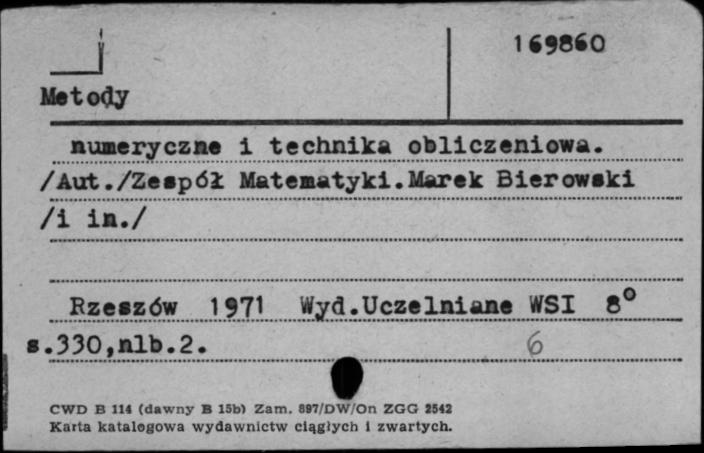 169860
Metody
numeryczne i technika obliczeniowa.
/Aut./Zespół Matematyki.Marek Bierowski
/i in./
Rzeszów 1971 Wyd.Uczelniane WSI 8°
s.330,nlb.2.
6
CWD B 114 (dawny B 15b) Zam. 897/DW/On ZGG 2542
Karta katalogowa wydawnictw ciągłych i zwartych.